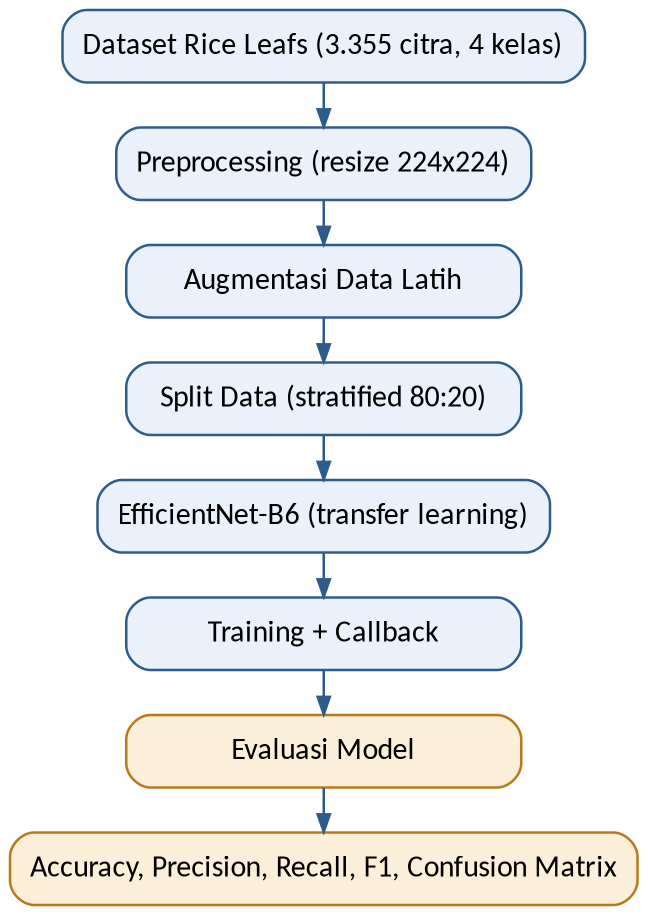 Dataset Rice Leafs (3.355 citra, 4 kelas)
Preprocessing (resize 224x224)
Augmentasi Data Latih
Split Data (stratified 80:20)
EfficientNet-B6 (transfer learning)
Training + Callback
Evaluasi Model
Accuracy, Precision, Recall, F1, Confusion Matrix